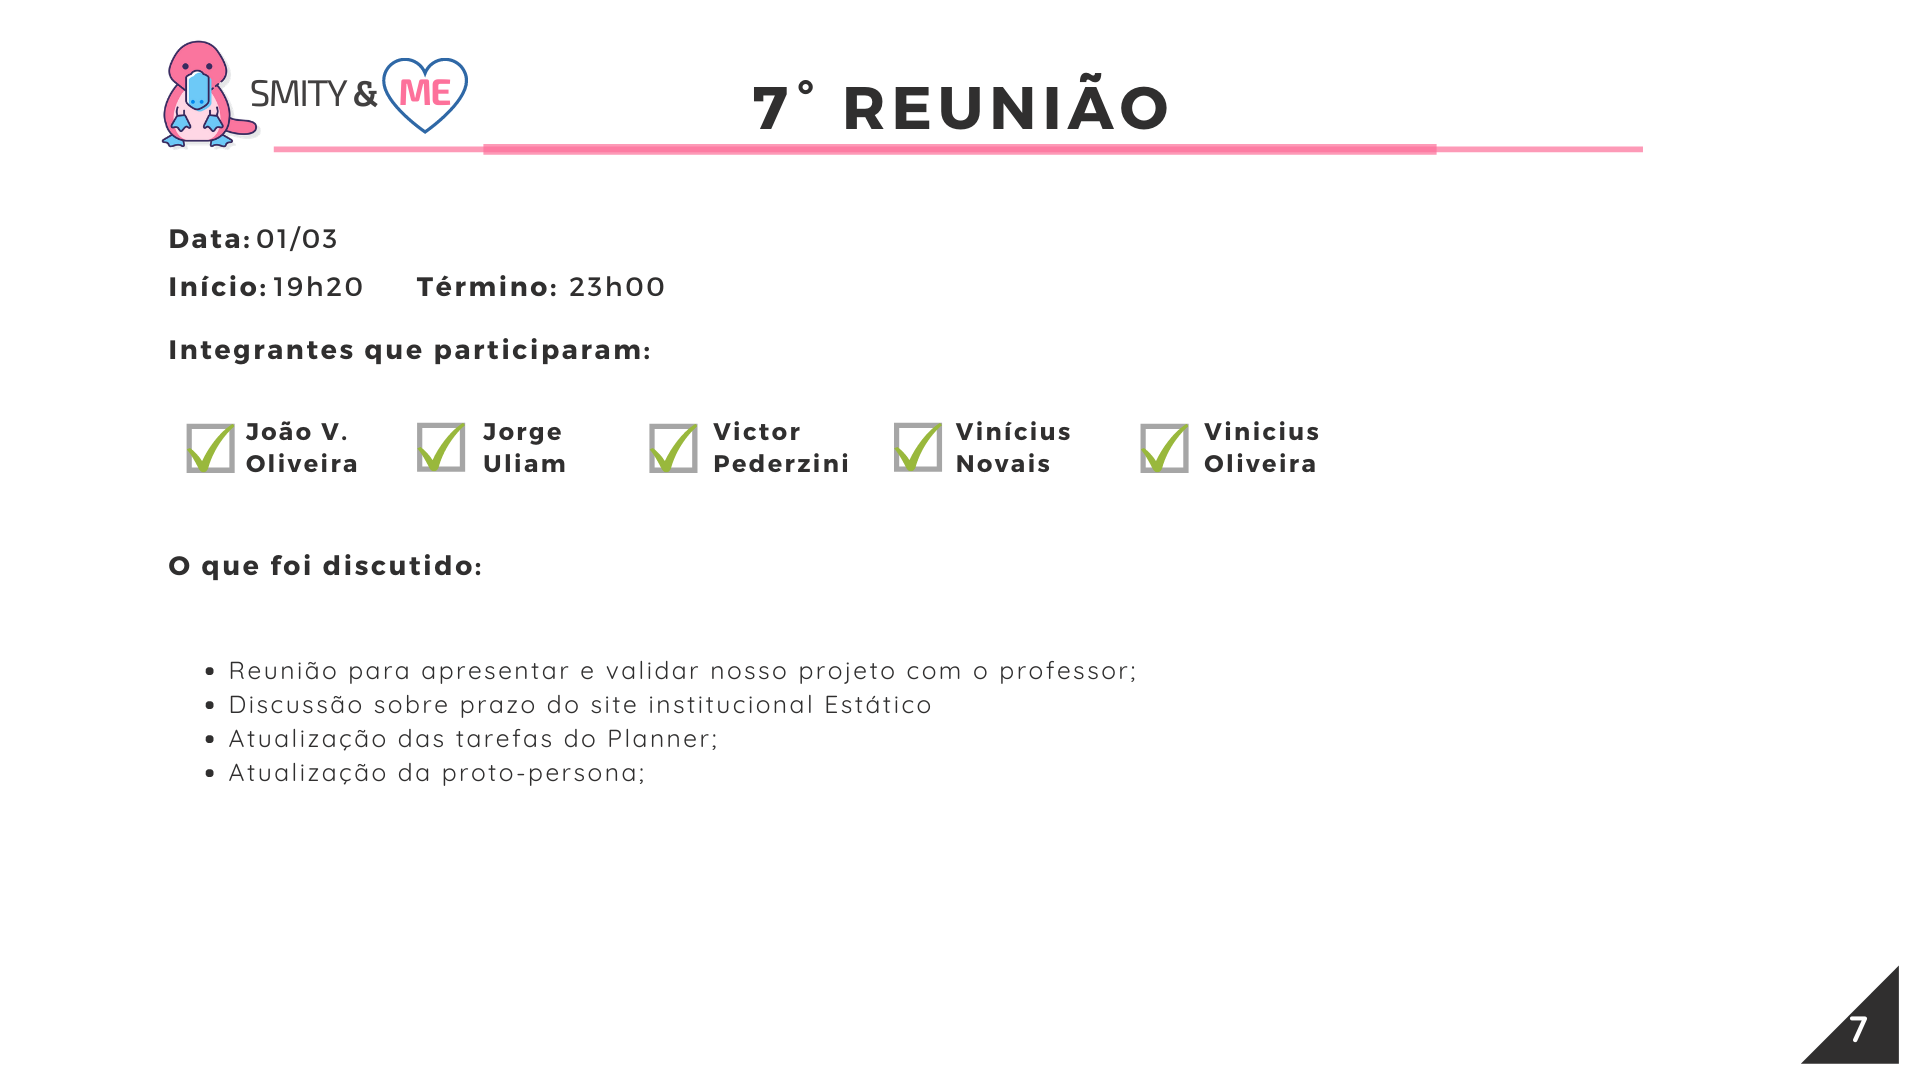 SMITY & ME
7° REUNIÃO
Data: 01/03
Início: 19h20 Término: 23h00
Integrantes que participaram:
João V. Oliveira
Jorge Uliam
Victor Pederzini
Vinícius Novais
Vinicius Oliveira
O que foi discutido:
• Reunião para apresentar e validar nosso projeto com o professor;
• Discussão sobre prazo do site institucional Estático
• Atualização das tarefas do Planner;
• Atualização da proto-persona;
7